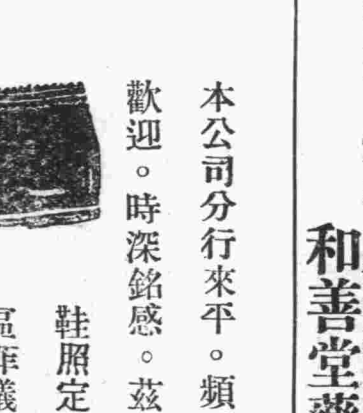 和善堂
本公司分行來平。頻
歡迎。時深銘感。茲
鞋照定